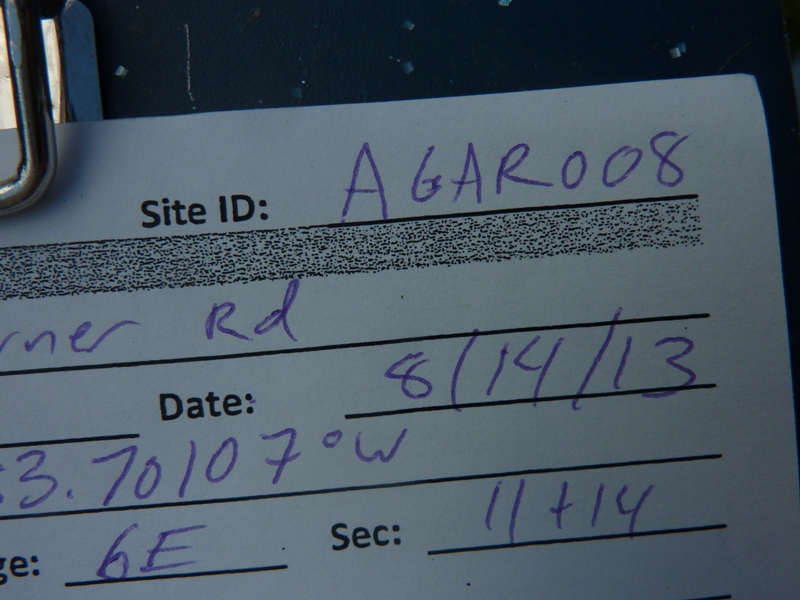 Site ID: AGAR008
rner Rd
Date: 8/14/13
3.70107°W
ge: 6E Sec: 11+14